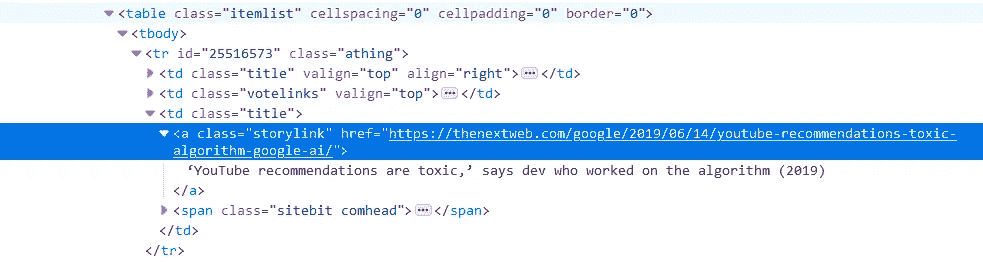 <table class="itemlist" cellspacing="0" cellpadding="0" border="0">
<tbody>
<tr id="25516573" class="athing">
<td class="title" valign="top" align="right"></td>
<td class="votelinks" valign="top"></td>
<td class="title">
<a class="storylink" href="https://thenextweb.com/google/2019/06/14/youtube-recommendations-toxic-
algorithm-google-ai/">
‘YouTube recommendations are toxic,’ says dev who worked on the algorithm (2019)
</a>
<span class="sitebit comhead"></span>
</td>
</tr>